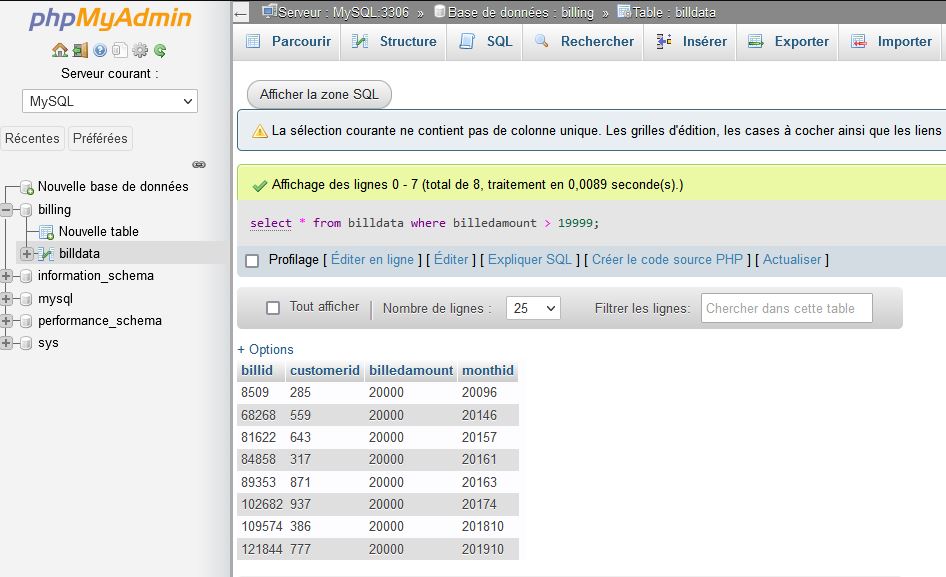 phpMyAdmin
Serveur courant :
MySQL
Récentes
Préférées
Nouvelle base de données
billing
Nouvelle table
billdata
information_schema
mysql
performance_schema
sys
Serveur : MySQL:3306 » Base de données : billing » Table : billdata
Parcourir Structure SQL Rechercher Insérer Exporter Importer
Afficher la zone SQL
La sélection courante ne contient pas de colonne unique. Les grilles d'édition, les cases à cocher ainsi que les liens
Affichage des lignes 0 - 7 (total de 8, traitement en 0,0089 seconde(s).)
select * from billdata where billedamount > 19999;
Profilage [ Éditer en ligne ] [ Éditer ] [ Expliquer SQL ] [ Créer le code source PHP ] [ Actualiser ]
Tout afficher | Nombre de lignes : 25 Filtrer les lignes: Chercher dans cette table
+ Options
billid customerid billedamount monthid
8509 285 20000 20096
68268 559 20000 20146
81622 643 20000 20157
84858 317 20000 20161
89353 871 20000 20163
102682 937 20000 20174
109574 386 20000 201810
121844 777 20000 201910